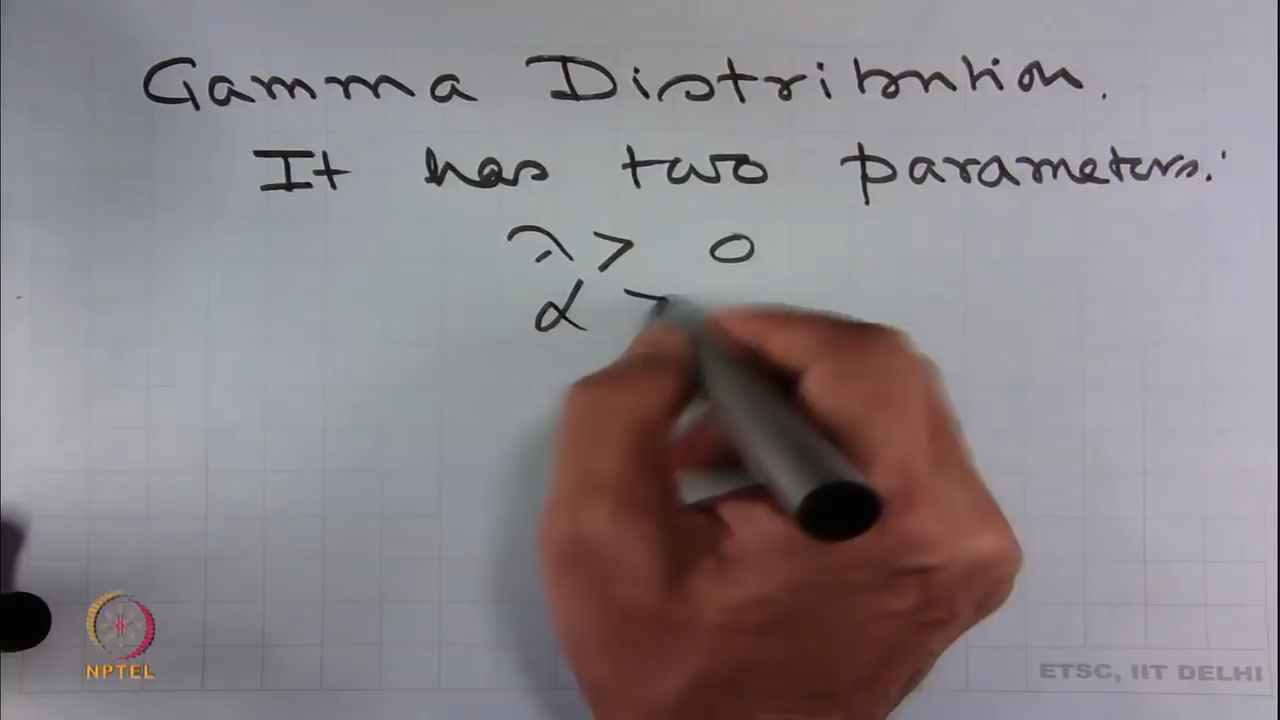 Gamma Distribution.
It has two parameters:
λ > 0
α >
NPTEL
ETSC, IIT DELHI